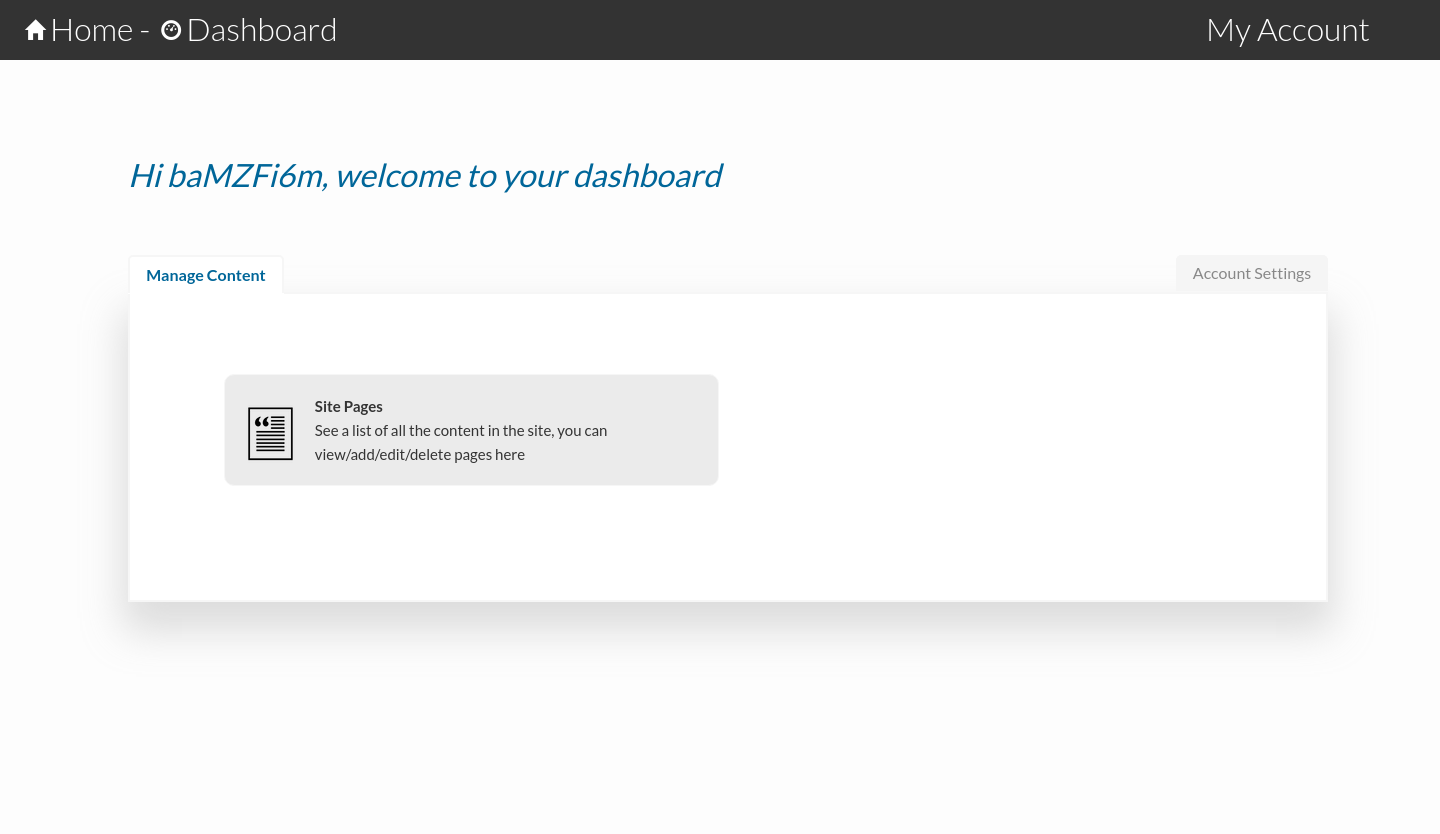 Home - Dashboard
My Account
Hi baMZFi6m, welcome to your dashboard
Manage Content
Account Settings
Site Pages
See a list of all the content in the site, you can
view/add/edit/delete pages here